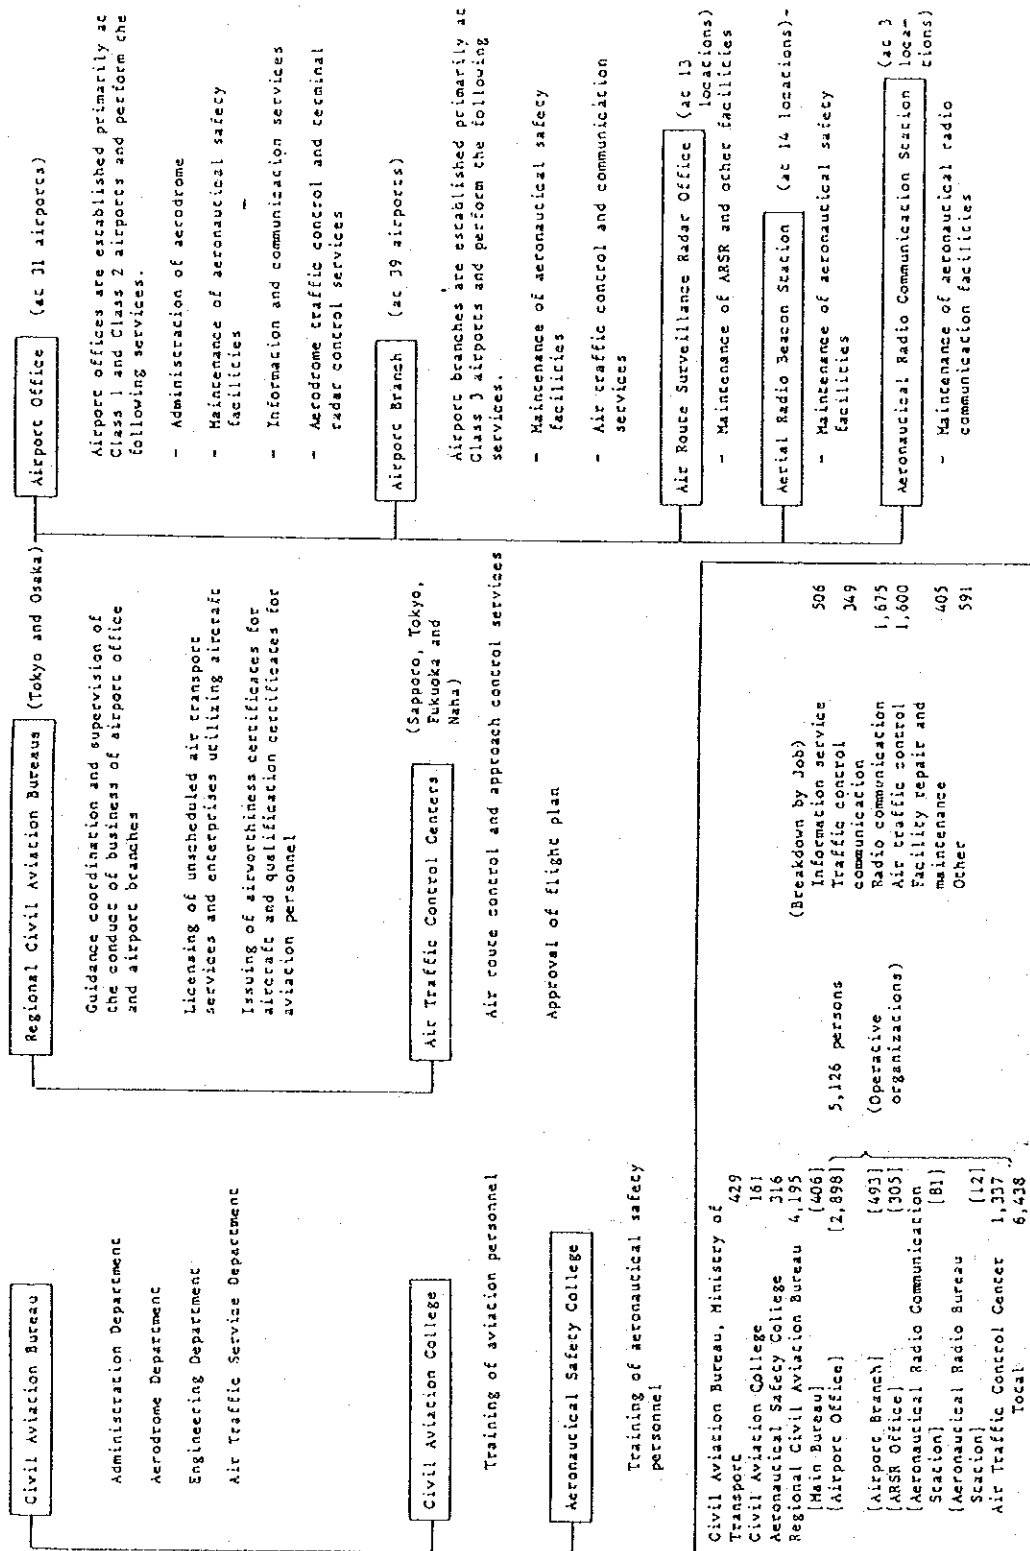 Civil Aviation Bureau
Administration Department
Aerodrome Department
Engineering Department
Air Traffic Service Department
Civil Aviation College
Training of aviation personnel
Aeronautical Safety College
Training of aeronautical safety
personnel
Regional Civil Aviation Bureaus (Tokyo and Osaka)
Guidance coordination and supervision of
the conduct of business of airport office
and airport branches
Licensing of unscheduled air transport
services and enterprises utilizing aircraft
Issuing of airworthiness certificates for
aircraft and qualification certificates for
aviation personnel
Air Traffic Control Centers (Sapporo, Tokyo,
Fukuoka and
Naha)
Air route control and approach control services
Approval of flight plan
Airport Office (at 31 airports)
Airport offices are established primarily at
Class 1 and Class 2 airports and perform the
following services.
- Administration of aerodrome
- Maintenance of aeronautical safety
facilities -
- Information and communication services
- Aerodrome traffic control and terminal
radar control services
Airport Branch (at 39 airports)
Airport branches are established primarily at
Class 3 airports and perform the following
services.
- Maintenance of aeronautical safety
facilities
- Air traffic control and communication
services
Air Route Surveillance Radar Office (at 13
locations)
- Maintenance of ARSR and other facilities
Aerial Radio Beacon Station (at 14 locations)-
- Maintenance of aeronautical safety
facilities
Aeronautical Radio Communication Station (at 3
loca-
tions)
- Maintenance of aeronautical radio
communication facilities
Civil Aviation Bureau, Ministry of
Transport 429
Civil Aviation College 161
Aeronautical Safety College 316
Regional Civil Aviation Bureau 4,195
[Main Bureau] [406]
[Airport Office] [2,898]
[Airport Branch] [493]
[ARSR Office] [305]
[Aeronautical Radio Communication
Station] [81]
[Aeronautical Radio Bureau
Station] [12]
Air Traffic Control Center 1,337
Total 6,438
5,126 persons
(Operative
organizations)
(Breakdown by Job)
Information service 506
Traffic control
communication 349
Radio communication 1,675
Air traffic control 1,600
Facility repair and
maintenance 405
Other 591